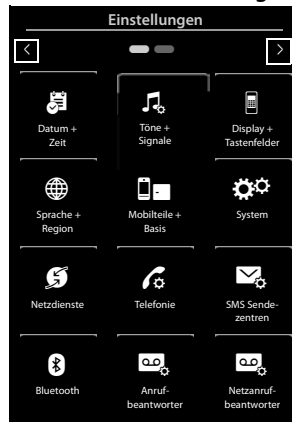 Einstellungen
Datum +
Zeit
Töne +
Signale
Display +
Tastenfelder
Sprache +
Region
Mobilteile +
Basis
System
Netzdienste
Telefonie
SMS Sende-
zentren
Bluetooth
Anruf-
beantworter
Netzanruf-
beantworter